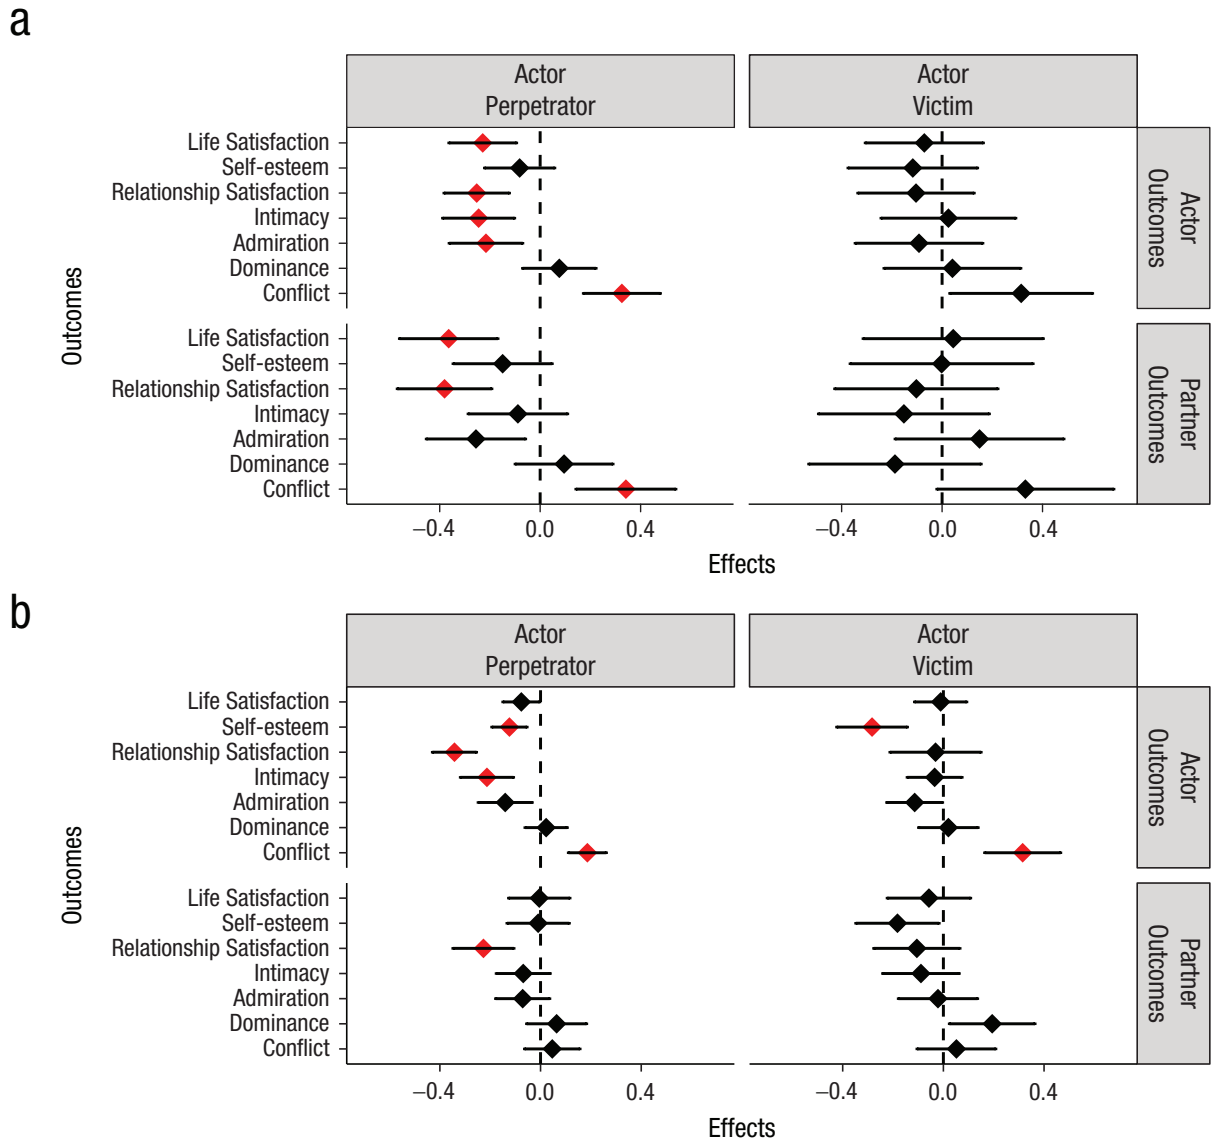 a
Actor
Perpetrator
Actor
Victim
Life Satisfaction
Self-esteem
Relationship Satisfaction
Intimacy
Admiration
Dominance
Conflict
Actor
Outcomes
Outcomes
Life Satisfaction
Self-esteem
Relationship Satisfaction
Intimacy
Admiration
Dominance
Conflict
Partner
Outcomes
−0.4 0.0 0.4 −0.4 0.0 0.4
Effects
b
Actor
Perpetrator
Actor
Victim
Life Satisfaction
Self-esteem
Relationship Satisfaction
Intimacy
Admiration
Dominance
Conflict
Actor
Outcomes
Outcomes
Life Satisfaction
Self-esteem
Relationship Satisfaction
Intimacy
Admiration
Dominance
Conflict
Partner
Outcomes
−0.4 0.0 0.4 −0.4 0.0 0.4
Effects